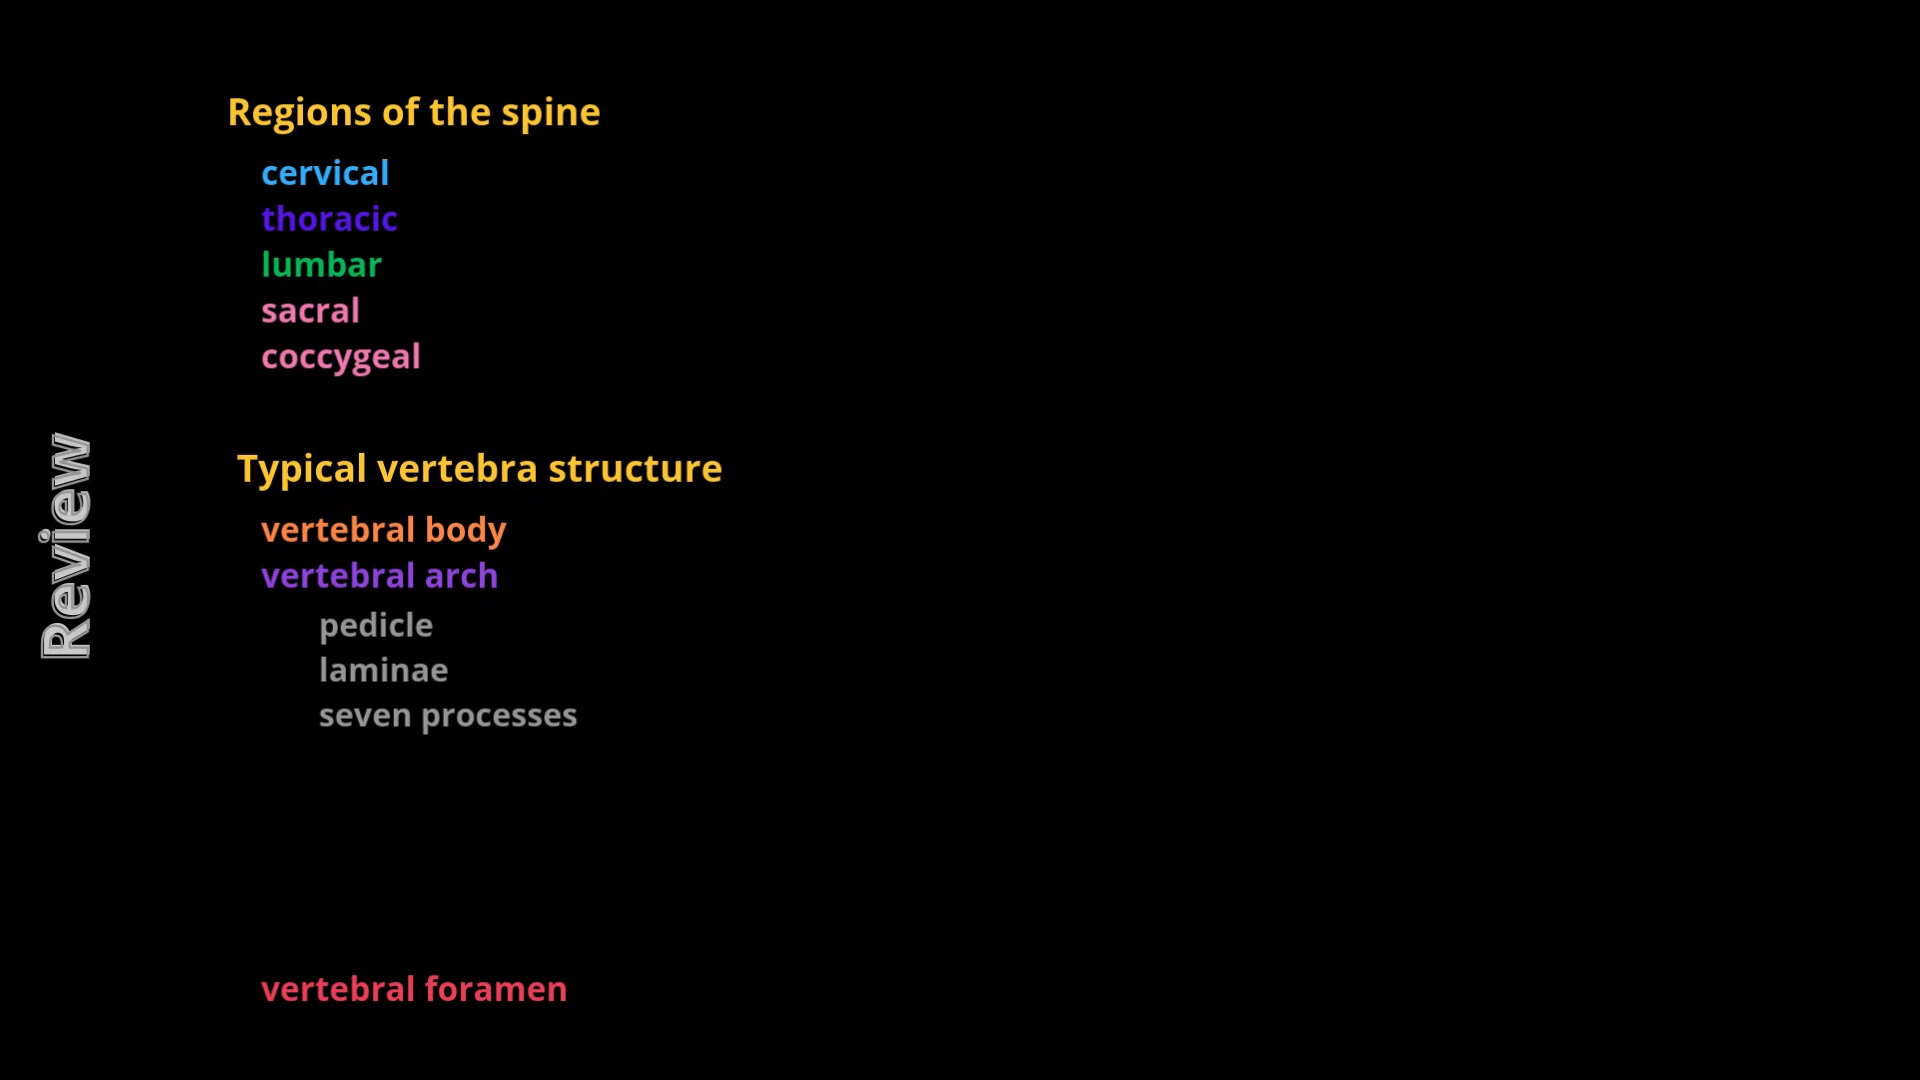 Review
Regions of the spine
cervical
thoracic
lumbar
sacral
coccygeal
Typical vertebra structure
vertebral body
vertebral arch
pedicle
laminae
seven processes
vertebral foramen